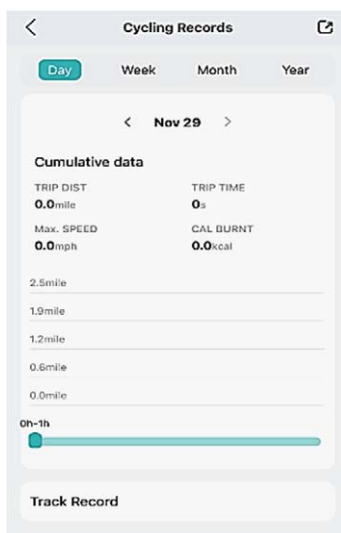 Cycling Records
Day Week Month Year
Nov 29
Cumulative data
TRIP DIST TRIP TIME
0.0mile 0s
Max. SPEED CAL BURNT
0.0mph 0.0kcal
2.5mile
1.9mile
1.2mile
0.6mile
0.0mile
0h-1h
Track Record